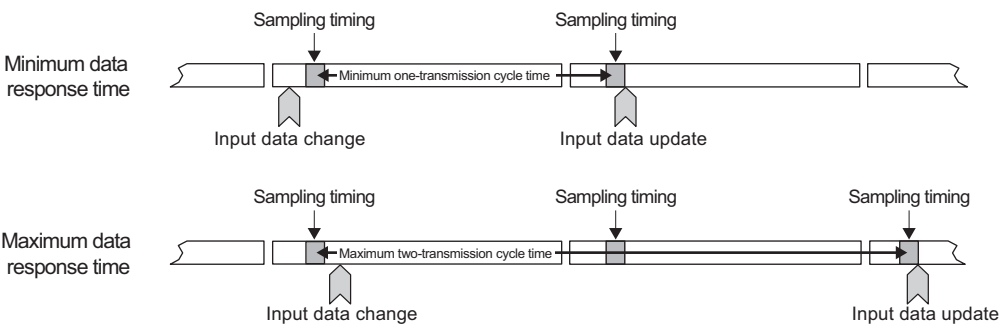 Sampling timing
Sampling timing
Minimum data
response time
Minimum one-transmission cycle time
Input data change
Input data update
Sampling timing
Sampling timing
Sampling timing
Maximum data
response time
Maximum two-transmission cycle time
Input data change
Input data update